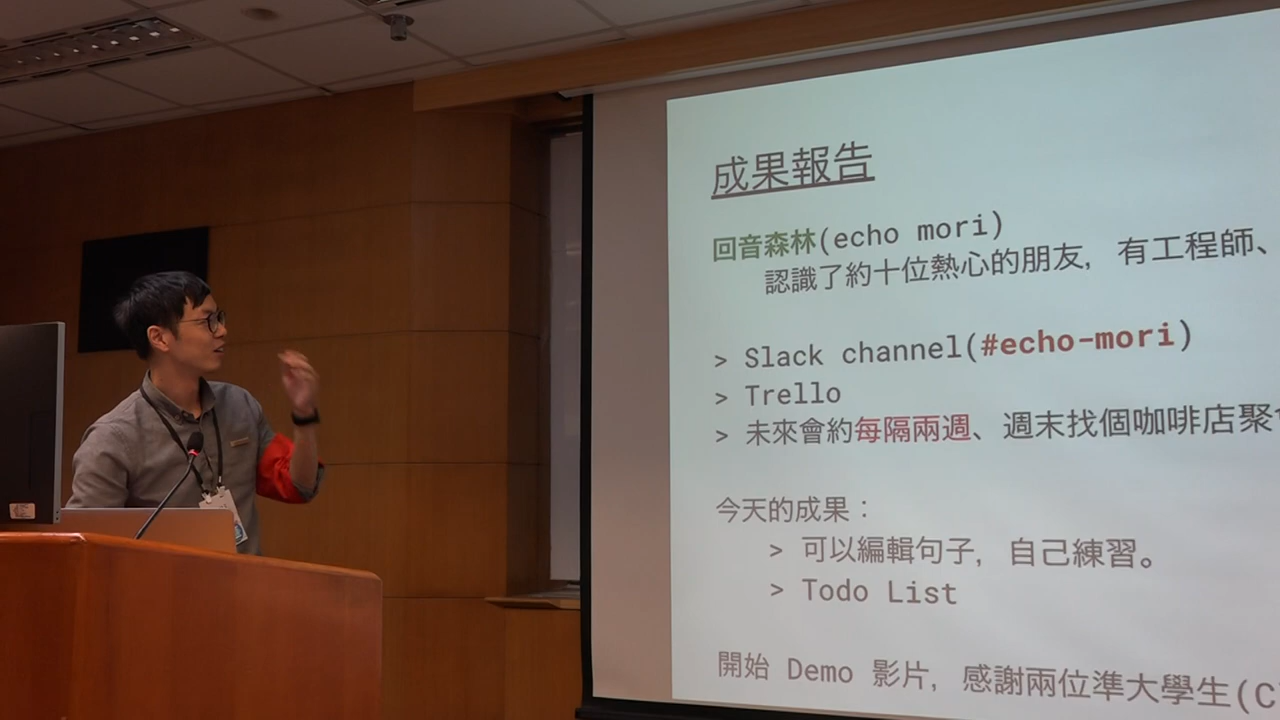 成果報告
回音森林(echo mori)
認識了約十位熱心的朋友, 有工程師、
> Slack channel(#echo-mori)
> Trello
> 未來會約每隔兩週、週末找個咖啡店聚
今天的成果：
> 可以編輯句子, 自己練習。
> Todo List
開始 Demo 影片, 感謝兩位準大學生(C